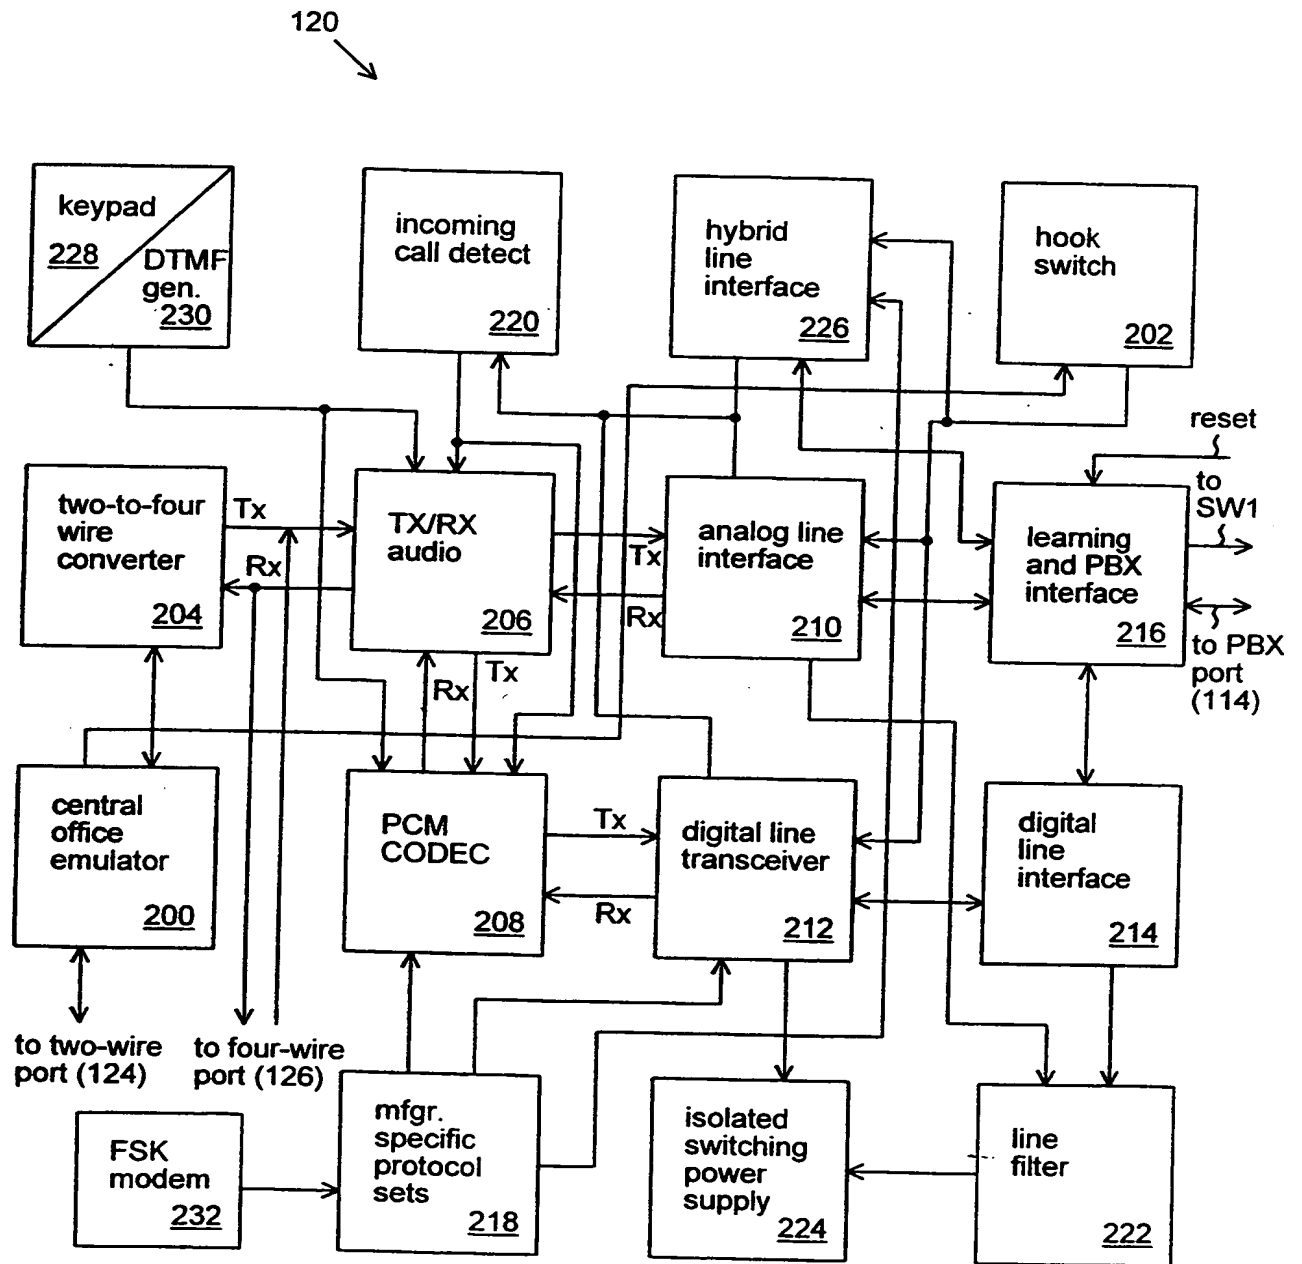 120
keypad
228
DTMF
gen.
230
incoming
call detect
220
hybrid
line
interface
226
hook
switch
202
reset
to
SW1
two-to-four
wire
converter
204
Tx
Rx
TX/RX
audio
206
Tx
Rx
analog line
interface
210
learning
and PBX
interface
216
to PBX
port
(114)
Rx
Tx
central
office
emulator
200
PCM
CODEC
208
Tx
Rx
digital line
transceiver
212
digital
line
interface
214
to two-wire
port (124)
to four-wire
port (126)
FSK
modem
232
mfgr.
specific
protocol
sets
218
isolated
switching
power
supply
224
line
filter
222